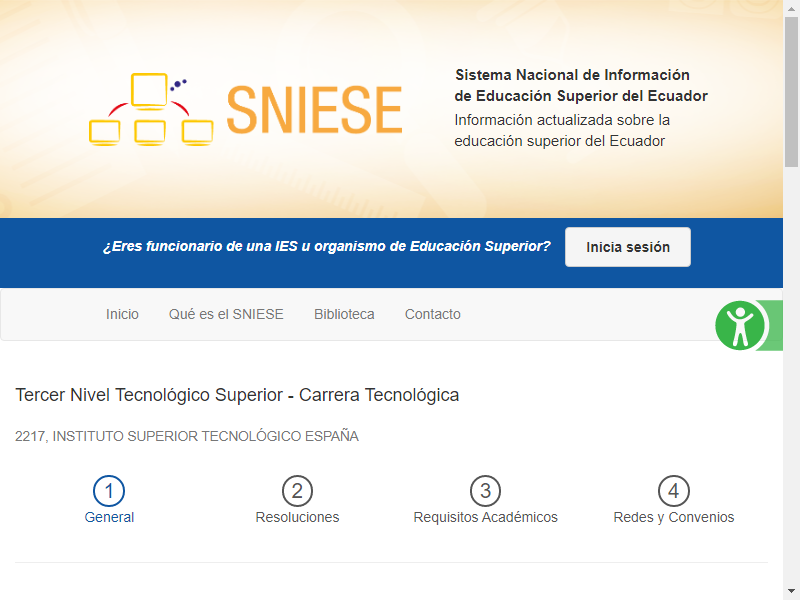 SNIESE
Sistema Nacional de Información
de Educación Superior del Ecuador
Información actualizada sobre la
educación superior del Ecuador
¿Eres funcionario de una IES u organismo de Educación Superior?
Inicia sesión
Inicio
Qué es el SNIESE
Biblioteca
Contacto
Tercer Nivel Tecnológico Superior - Carrera Tecnológica
2217, INSTITUTO SUPERIOR TECNOLÓGICO ESPAÑA
1
General
2
Resoluciones
3
Requisitos Académicos
4
Redes y Convenios